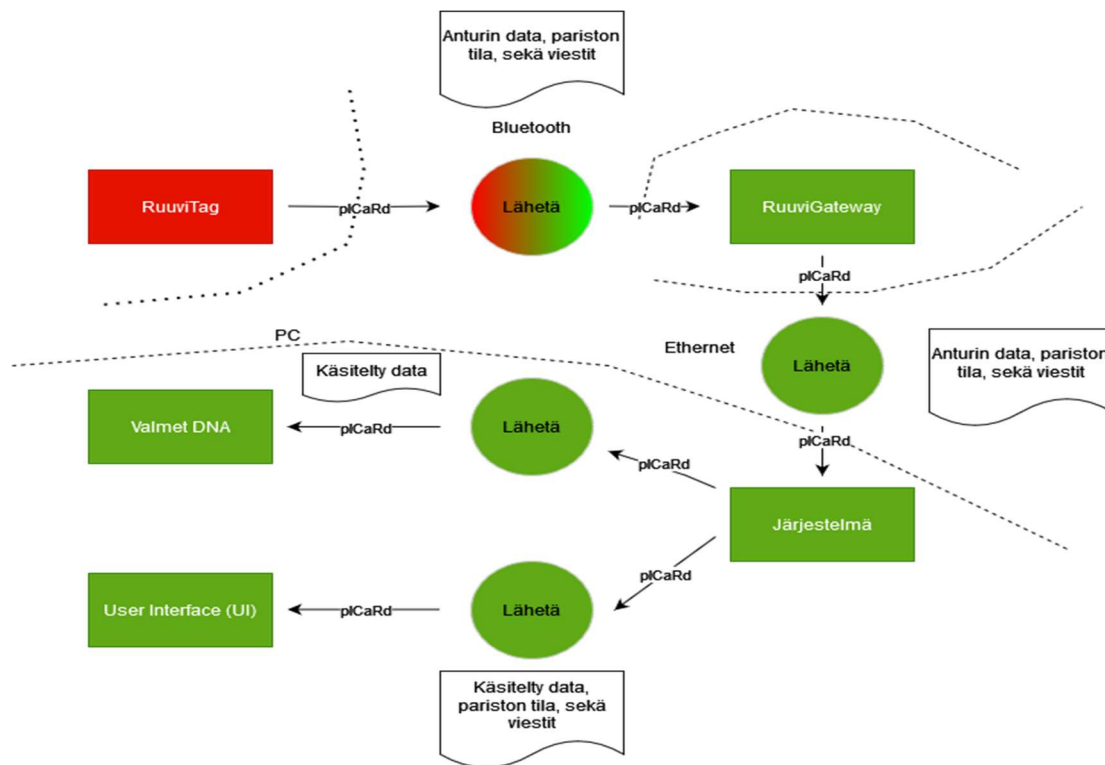 Anturin data, pariston
tila, sekä viestit
Bluetooth
RuuviTag
pICaRd
Lähetä
pICaRd
RuuviGateway
pICaRd
PC
Ethernet
Lähetä
Anturin data, pariston
tila, sekä viestit
Käsitelty data
Valmet DNA
pICaRd
Lähetä
pICaRd
pICaRd
Järjestelmä
pICaRd
User Interface (UI)
pICaRd
Lähetä
Käsitelty data,
pariston tila, sekä
viestit